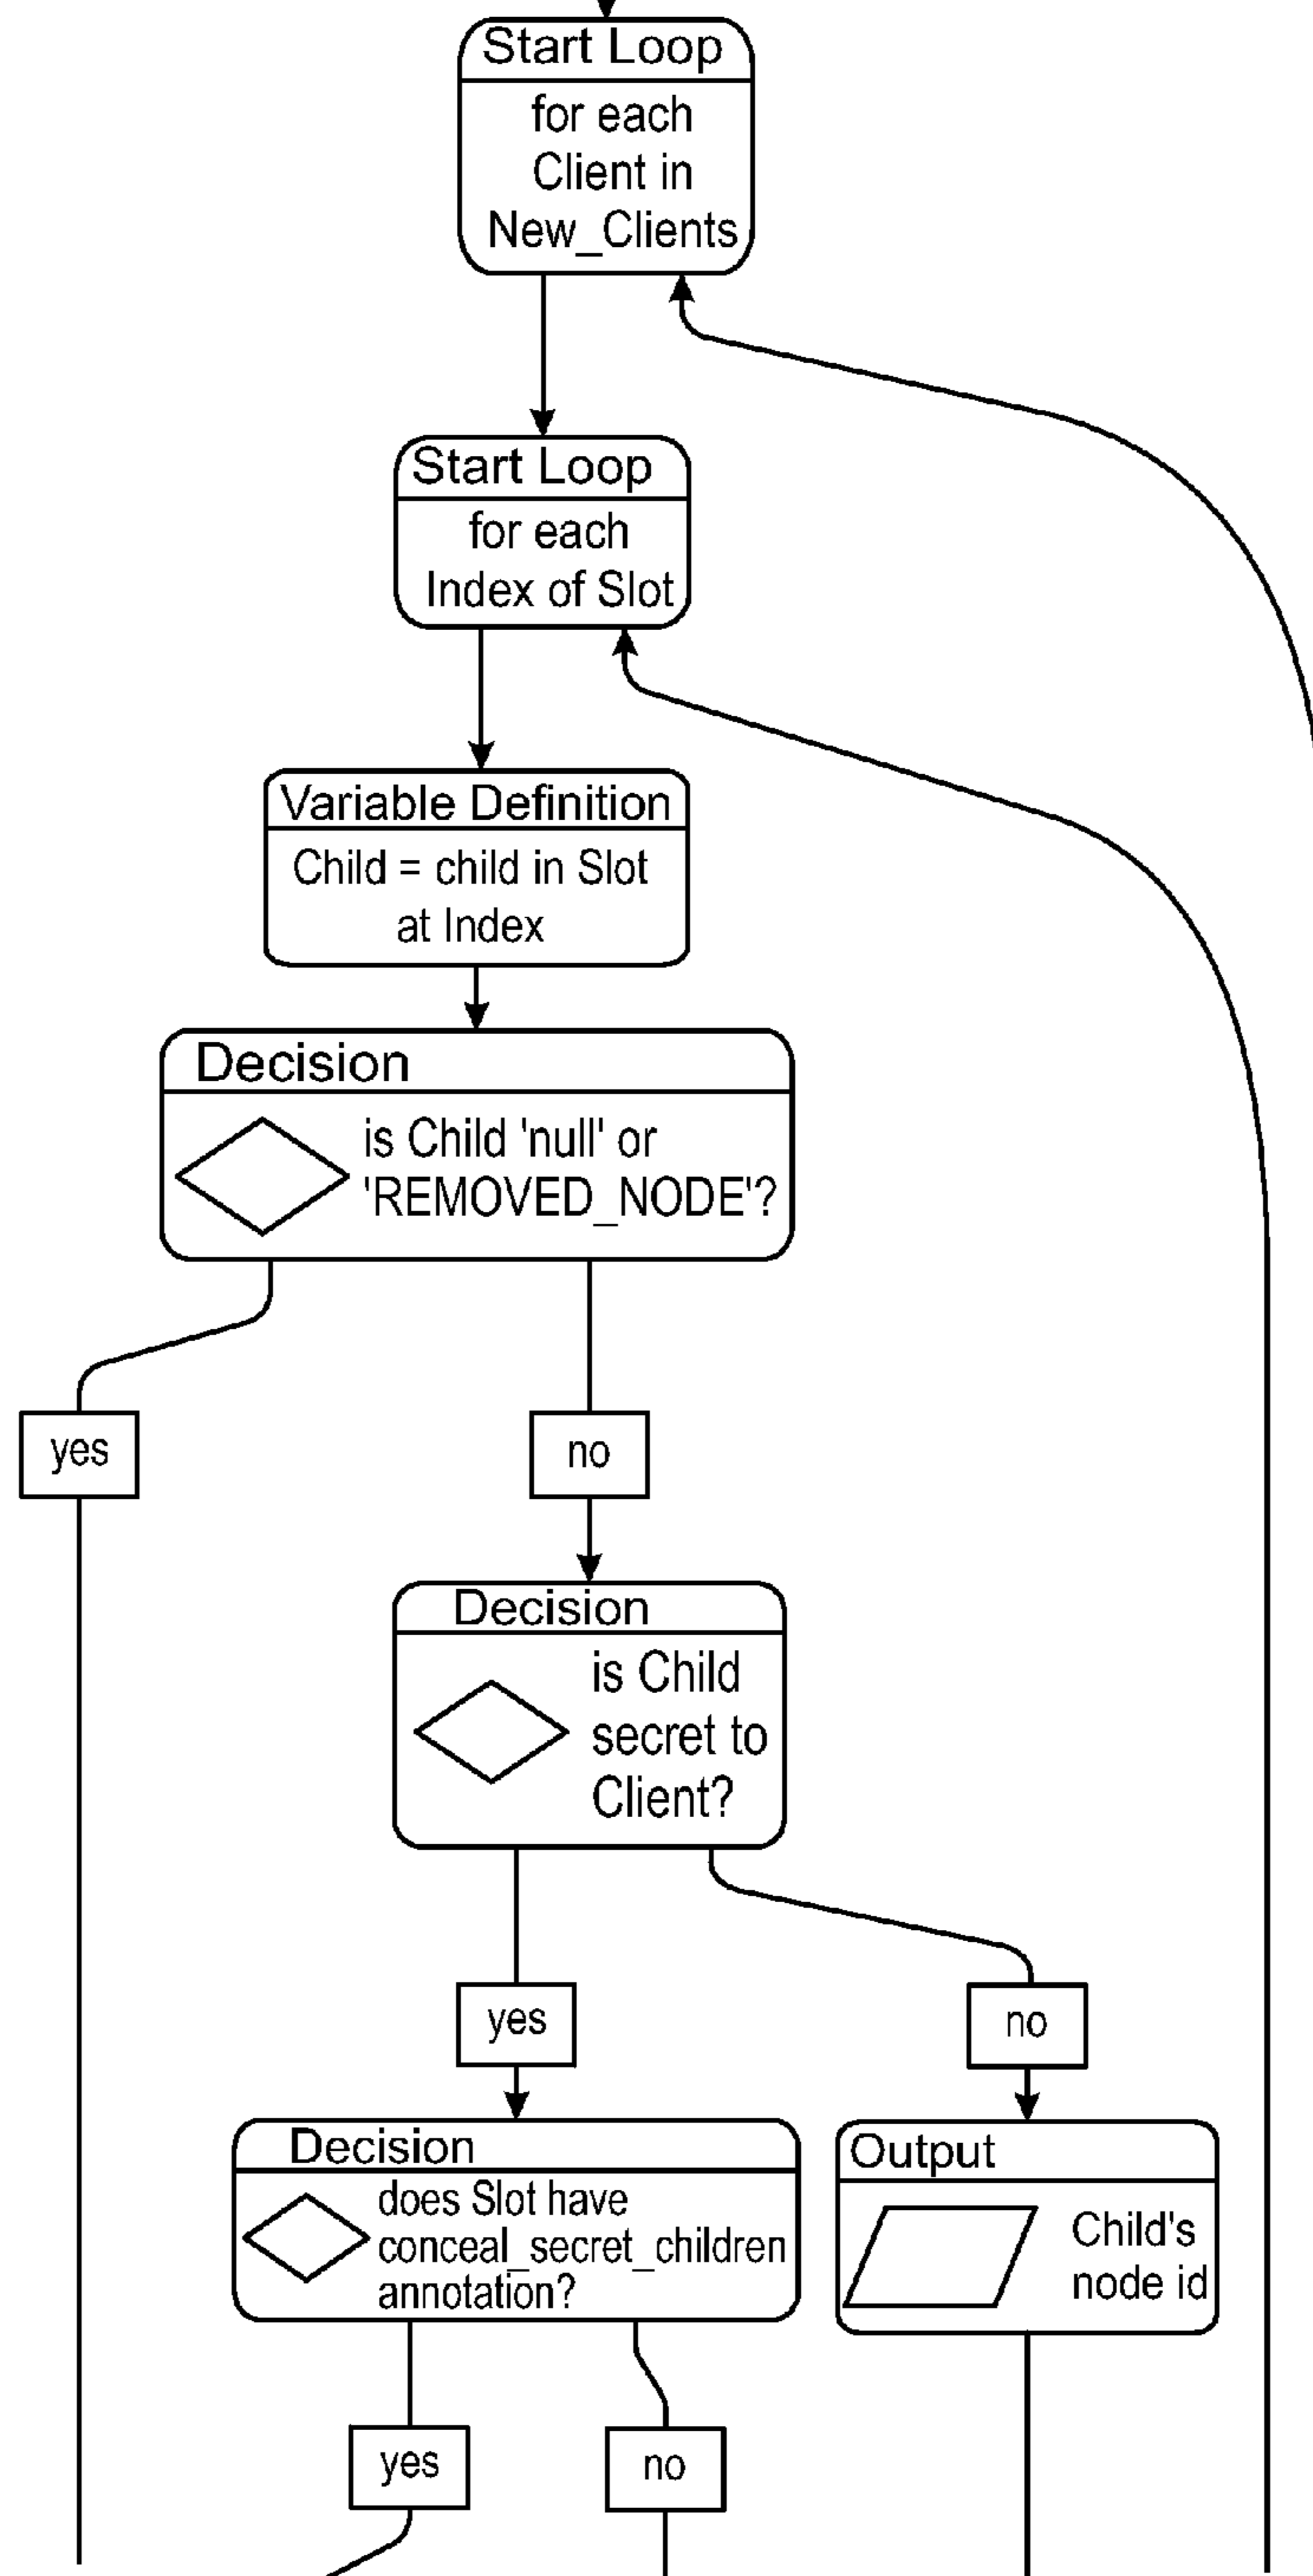 Start Loop
for each
Client in
New_Clients
Start Loop
for each
Index of Slot
Variable Definition
Child = child in Slot
at Index
Decision
is Child 'null' or
'REMOVED_NODE'?
yes
no
Decision
is Child
secret to
Client?
yes
no
Decision
does Slot have
conceal_secret_children
annotation?
Output
Child's
node id
yes
no